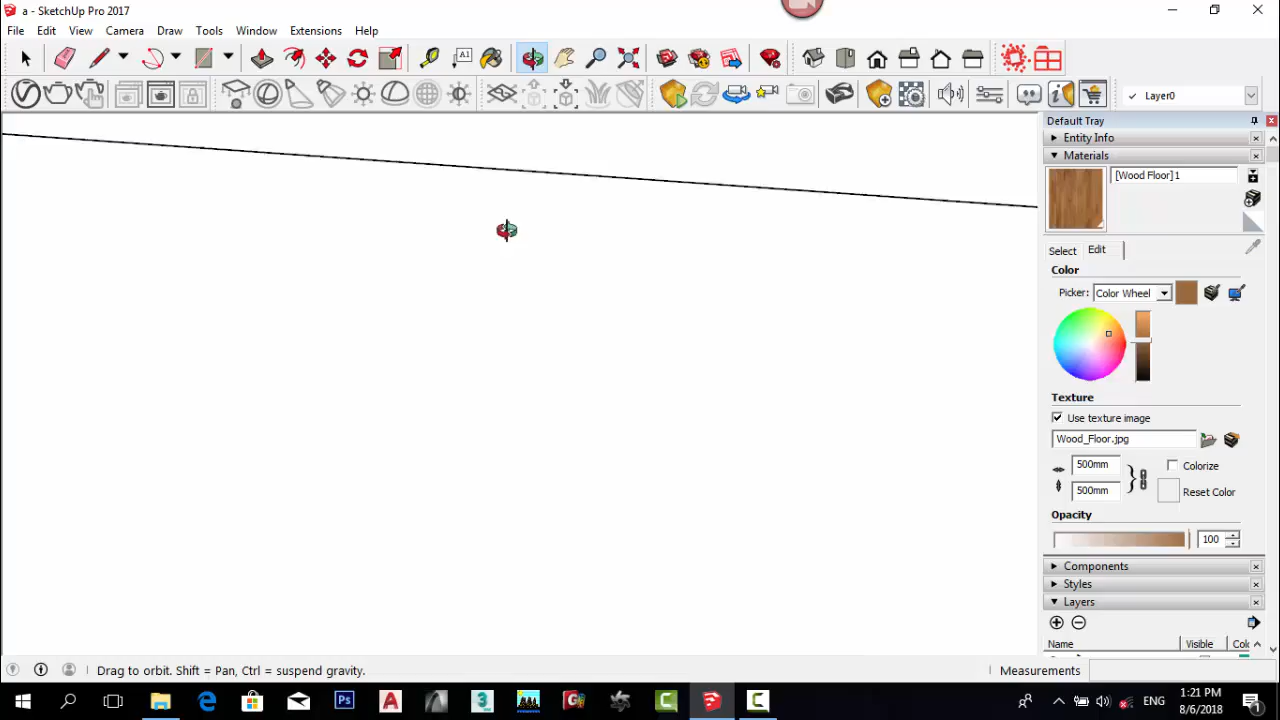 a - SketchUp Pro 2017
File Edit View Camera Draw Tools Window Extensions Help
A1
Layer0
Default Tray
Entity Info
Materials
[Wood Floor]1
Select Edit
Color
Picker: Color Wheel
Texture
Use texture image
Wood_Floor.jpg
500mm Colorize
500mm Reset Color
Opacity
100
Components
Styles
Layers
Name Visible Col
Drag to orbit. Shift = Pan, Ctrl = suspend gravity. Measurements
ENG
1:21 PM
8/6/2018